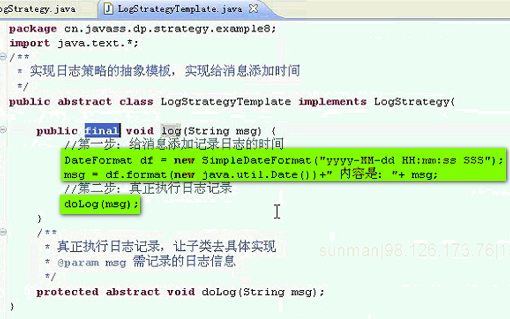 ogStrategy.java
LogStrategyTemplate.java
package cn.javass.dp.strategy.example8;
import java.text.*;
/**
 * 实现日志策略的抽象模板，实现给消息添加时间
 */
public abstract class LogStrategyTemplate implements LogStrategy{
public final void log(String msg) {
//第一步：给消息添加记录日志的时间
DateFormat df = new SimpleDateFormat("yyyy-MM-dd HH:mm:ss SSS");
msg = df.format(new java.util.Date())+" 内容是："+ msg;
//第二步：真正执行日志记录
doLog(msg);
}
/**
 * 真正执行日志记录，让子类去具体实现
 * @param msg 需记录的日志信息
 */
protected abstract void doLog(String msg);
}
sunman|98.126.173.76|1